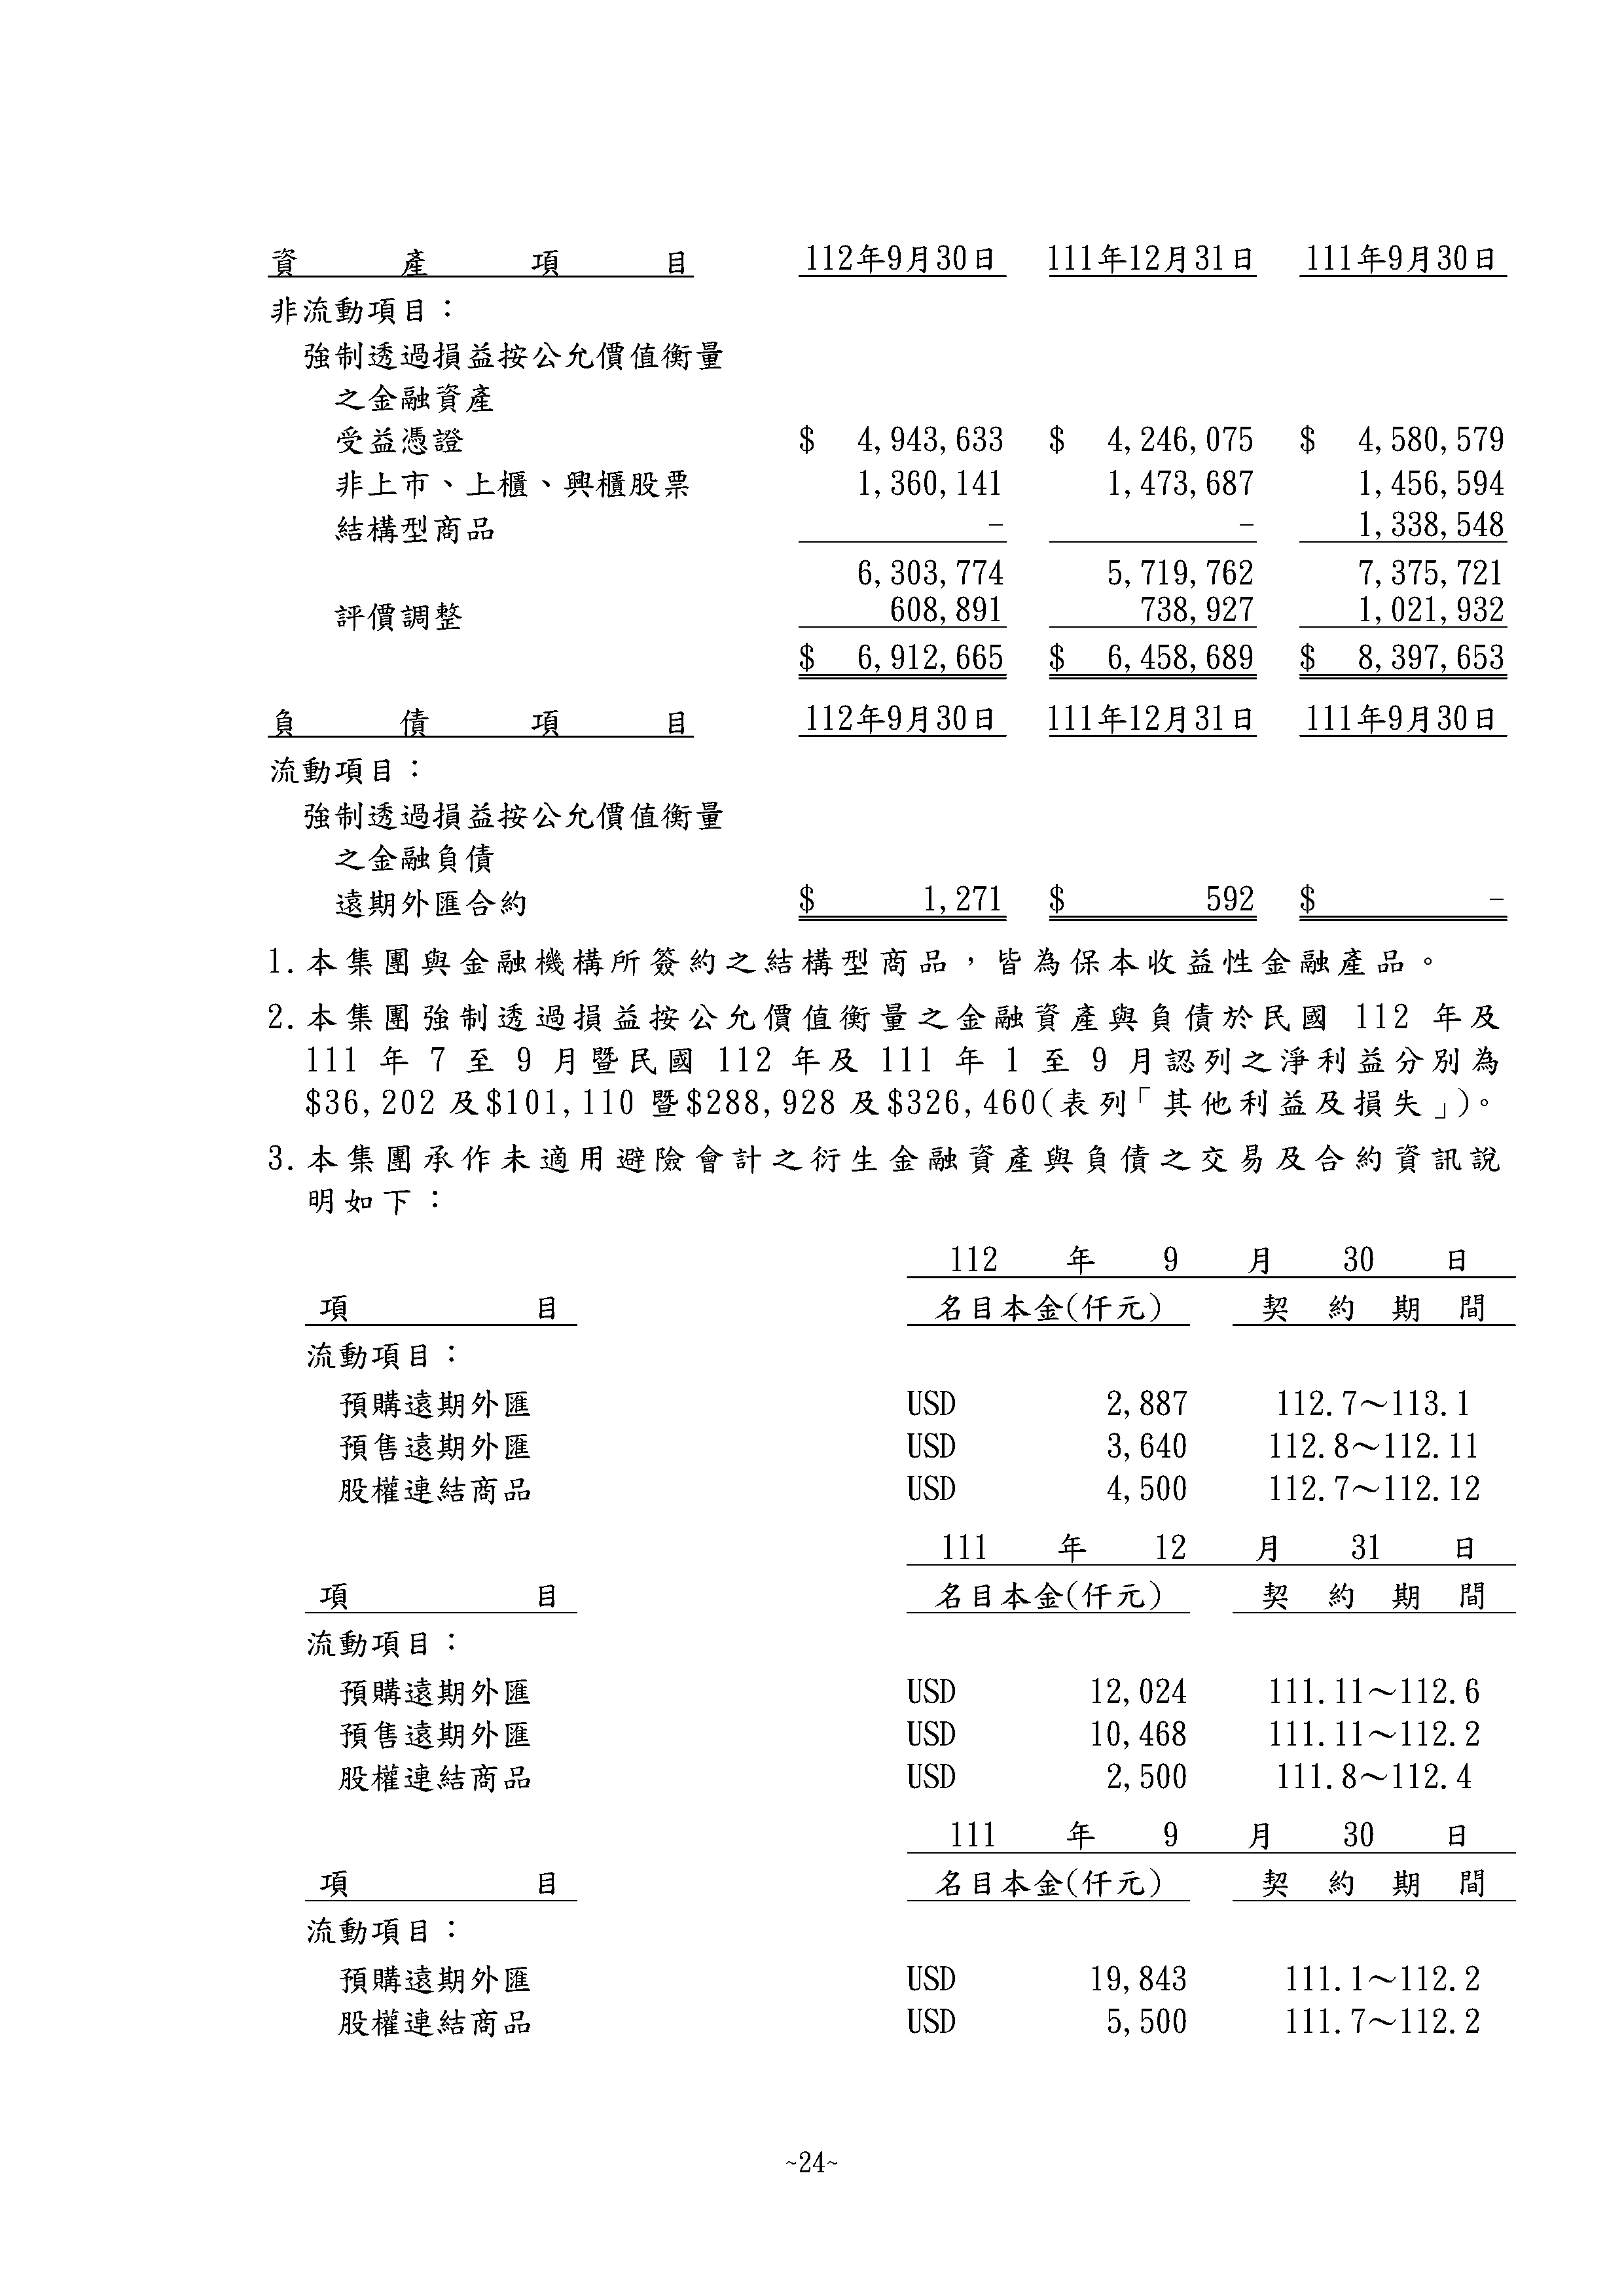 資產項目 112年9月30日 111年12月31日 111年9月30日
非流動項目：
強制透過損益按公允價值衡量
之金融資產
受益憑證 $ 4,943,633 $ 4,246,075 $ 4,580,579
非上市、上櫃、興櫃股票 1,360,141 1,473,687 1,456,594
結構型商品 - - 1,338,548
6,303,774 5,719,762 7,375,721
評價調整 608,891 738,927 1,021,932
$ 6,912,665 $ 6,458,689 $ 8,397,653
負債項目 112年9月30日 111年12月31日 111年9月30日
流動項目：
強制透過損益按公允價值衡量
之金融負債
遠期外匯合約 $ 1,271 $ 592 $ -
1.本集團與金融機構所簽約之結構型商品，皆為保本收益性金融產品。
2.本集團強制透過損益按公允價值衡量之金融資產與負債於民國 112 年及
111 年 7 至 9 月暨民國 112 年及 111 年 1 至 9 月認列之淨利益分別為
$36,202 及$101,110 暨$288,928 及$326,460(表列「其他利益及損失」)。
3.本集團承作未適用避險會計之衍生金融資產與負債之交易及合約資訊說
明如下：
112 年 9 月 30 日
項目 名目本金(仟元) 契約期間
流動項目：
預購遠期外匯 USD 2,887 112.7～113.1
預售遠期外匯 USD 3,640 112.8～112.11
股權連結商品 USD 4,500 112.7～112.12
111 年 12 月 31 日
項目 名目本金(仟元) 契約期間
流動項目：
預購遠期外匯 USD 12,024 111.11～112.6
預售遠期外匯 USD 10,468 111.11～112.2
股權連結商品 USD 2,500 111.8～112.4
111 年 9 月 30 日
項目 名目本金(仟元) 契約期間
流動項目：
預購遠期外匯 USD 19,843 111.1～112.2
股權連結商品 USD 5,500 111.7～112.2
~24~